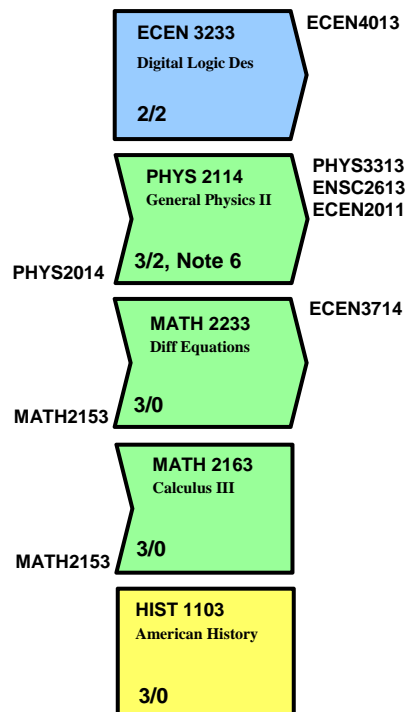 ECEN 3233
ECEN4013
Digital Logic Des
2/2
PHYS 2114
PHYS3313
General Physics II
ENSC2613
ECEN2011
3/2, Note 6
PHYS2014
MATH 2233
ECEN3714
Diff Equations
3/0
MATH2153
MATH 2163
Calculus III
3/0
MATH2153
HIST 1103
American History
3/0